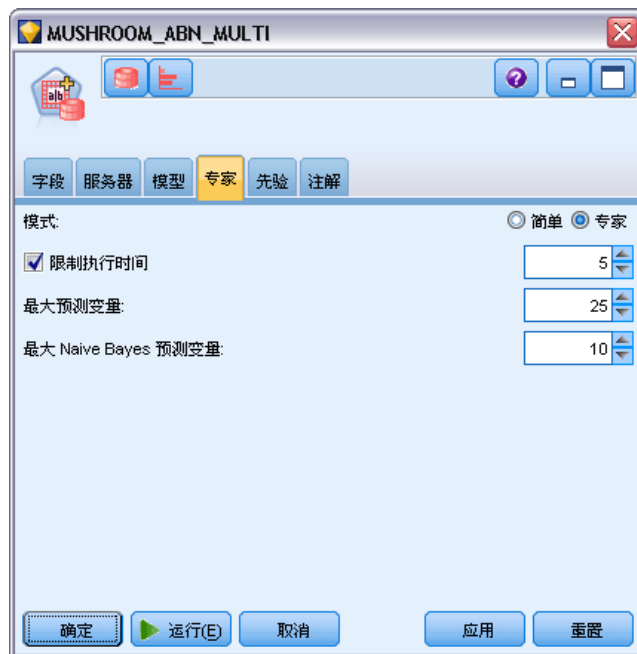 MUSHROOM_ABN_MULTI
a|b
字段 服务器 模型 专家 先验 注解
模式: 简单 专家
限制执行时间 5
最大预测变量: 25
最大 Naive Bayes 预测变量: 10
确定 运行(E) 取消 应用 重置